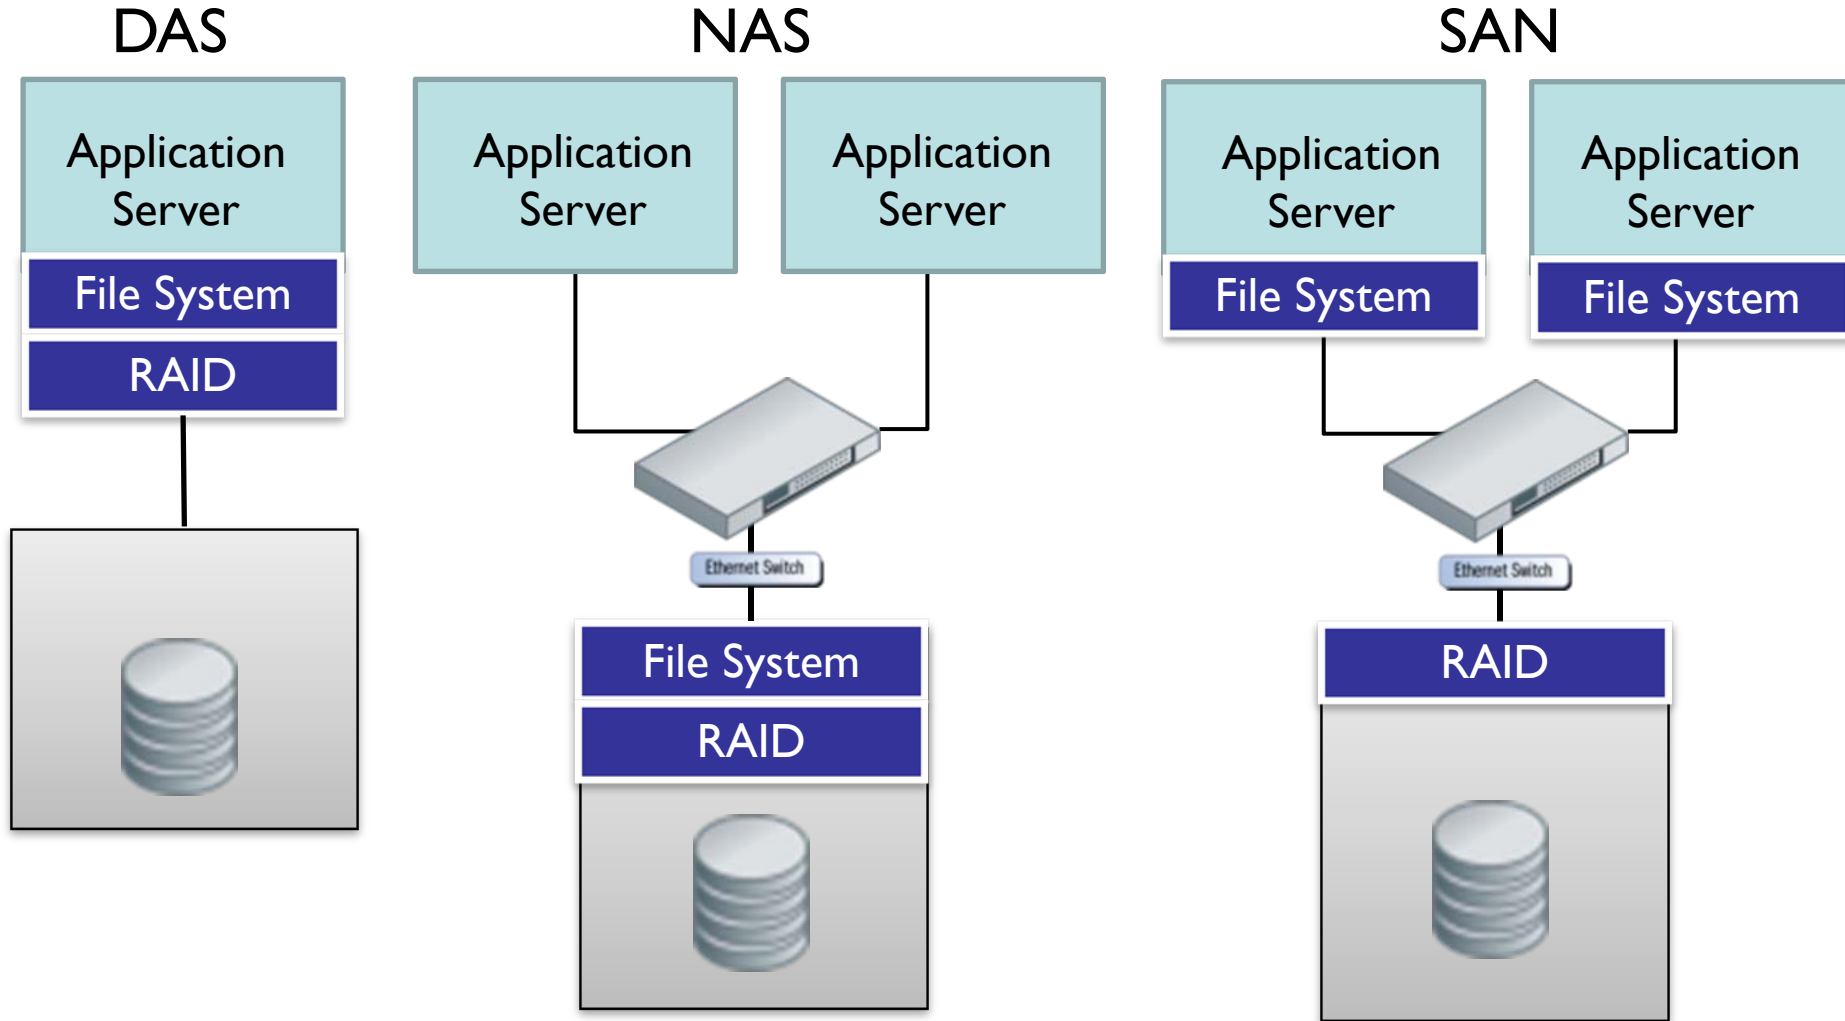 DAS
Application
Server
File System
RAID
NAS
Application
Server
Application
Server
Ethernet Switch
File System
RAID
SAN
Application
Server
File System
Application
Server
File System
Ethernet Switch
RAID